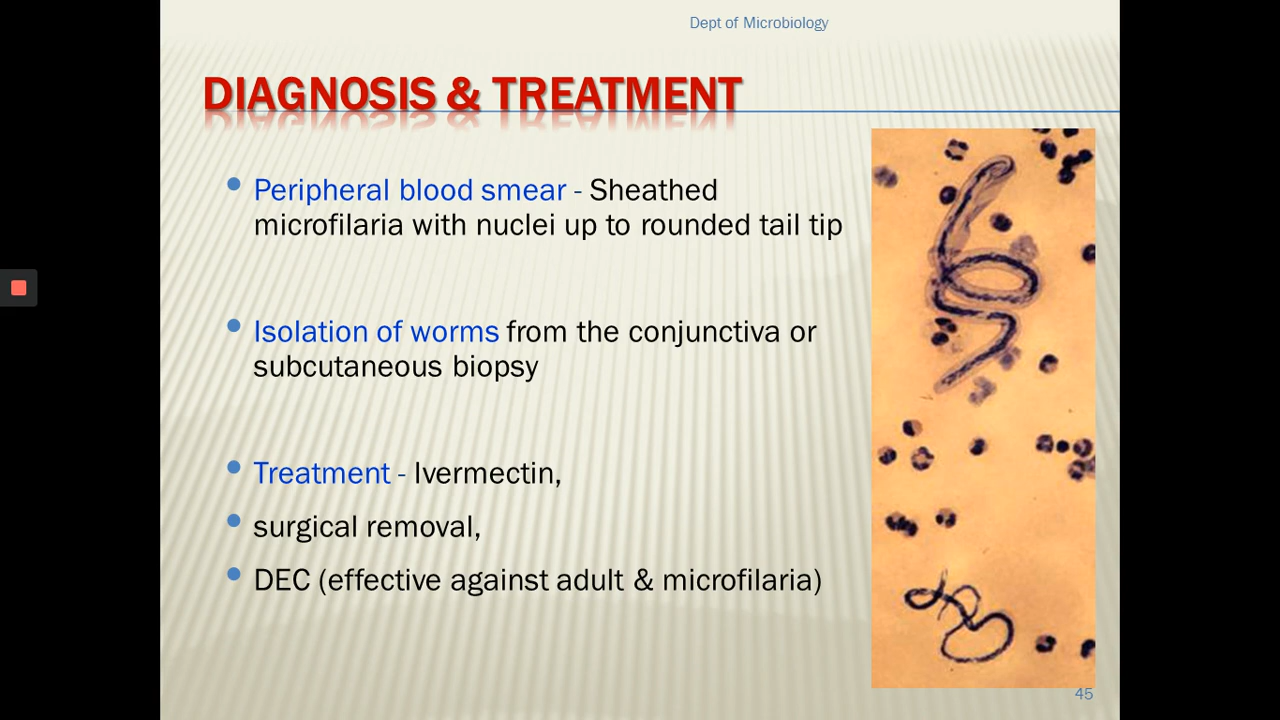 Dept of Microbiology
DIAGNOSIS & TREATMENT
Peripheral blood smear - Sheathed
microfilaria with nuclei up to rounded tail tip
Isolation of worms from the conjunctiva or
subcutaneous biopsy
Treatment - Ivermectin,
surgical removal,
DEC (effective against adult & microfilaria)
45